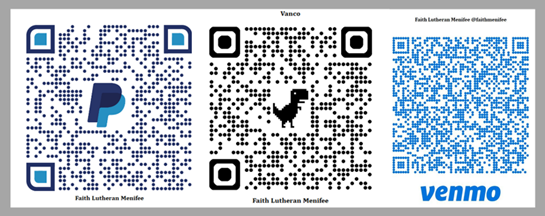 Vanco
Faith Lutheran Menifee @faithmenifee
Faith Lutheran Menifee
Faith Lutheran Menifee
venmo